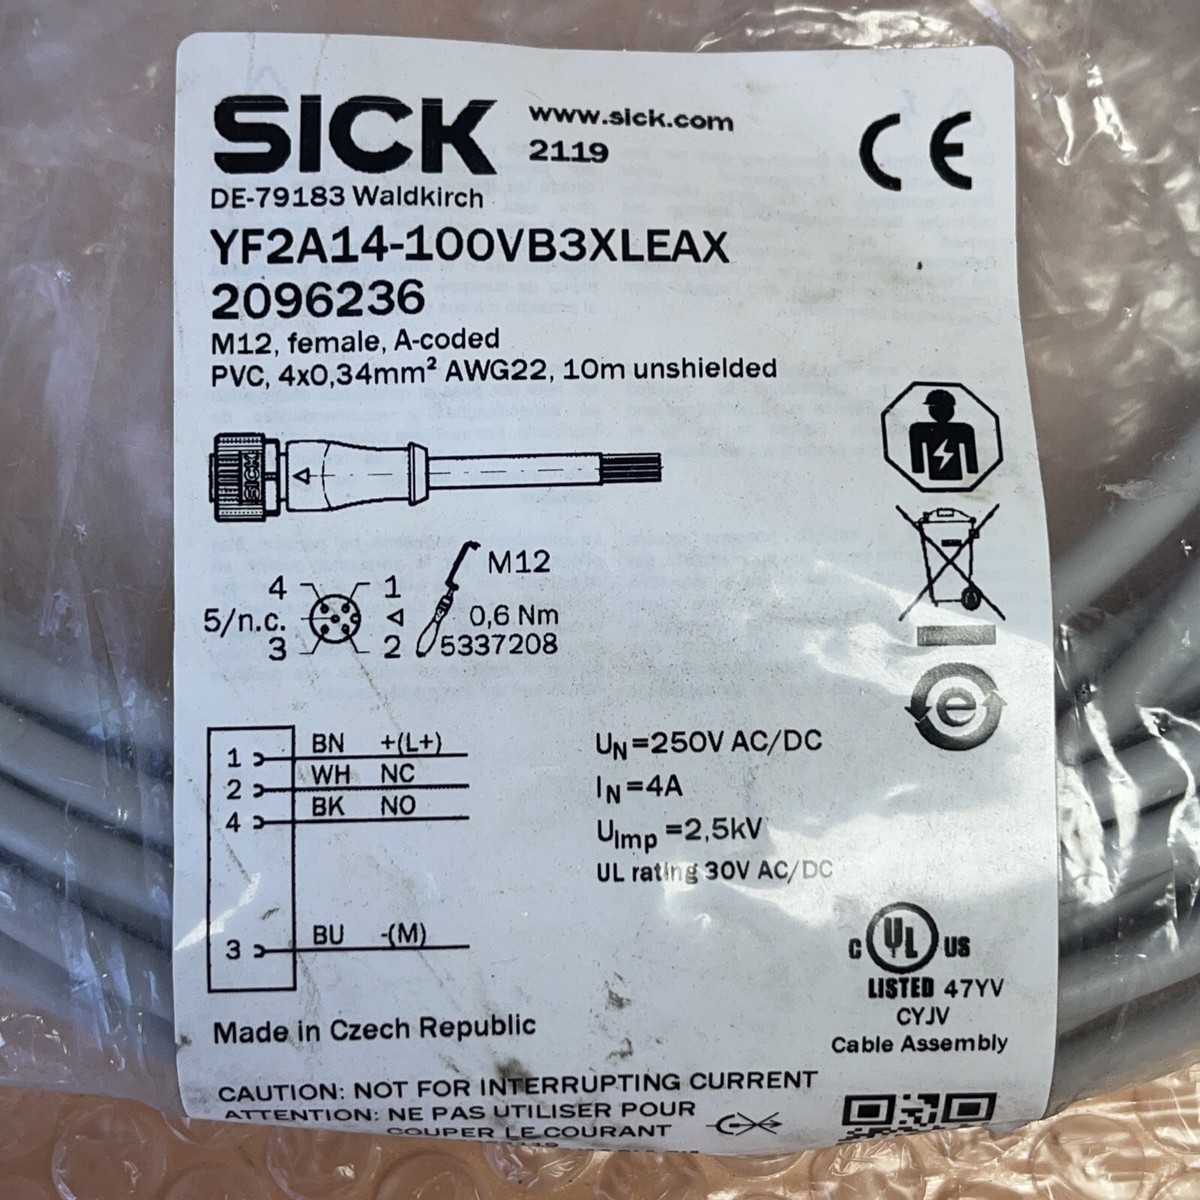 SICK
www.sick.com
2119
CE
DE-79183 Waldkirch
YF2A14-100VB3XLEAX
2096236
M12, female, A-coded
PVC, 4x0,34mm² AWG22, 10m unshielded
SICK
M12
4 1
5/n.c.
0,6 Nm
3 2
5337208
e
1 BN +(L+)
2 WH NC
4 BK NO
3 BU -(M)
UN=250V AC/DC
IN=4A
UImp =2,5kV
UL rating 30V AC/DC
C UL US
LISTED 47YV
CYJV
Cable Assembly
Made in Czech Republic
CAUTION: NOT FOR INTERRUPTING CURRENT
ATTENTION: NE PAS UTILISER POUR
COUPER LE COURANT